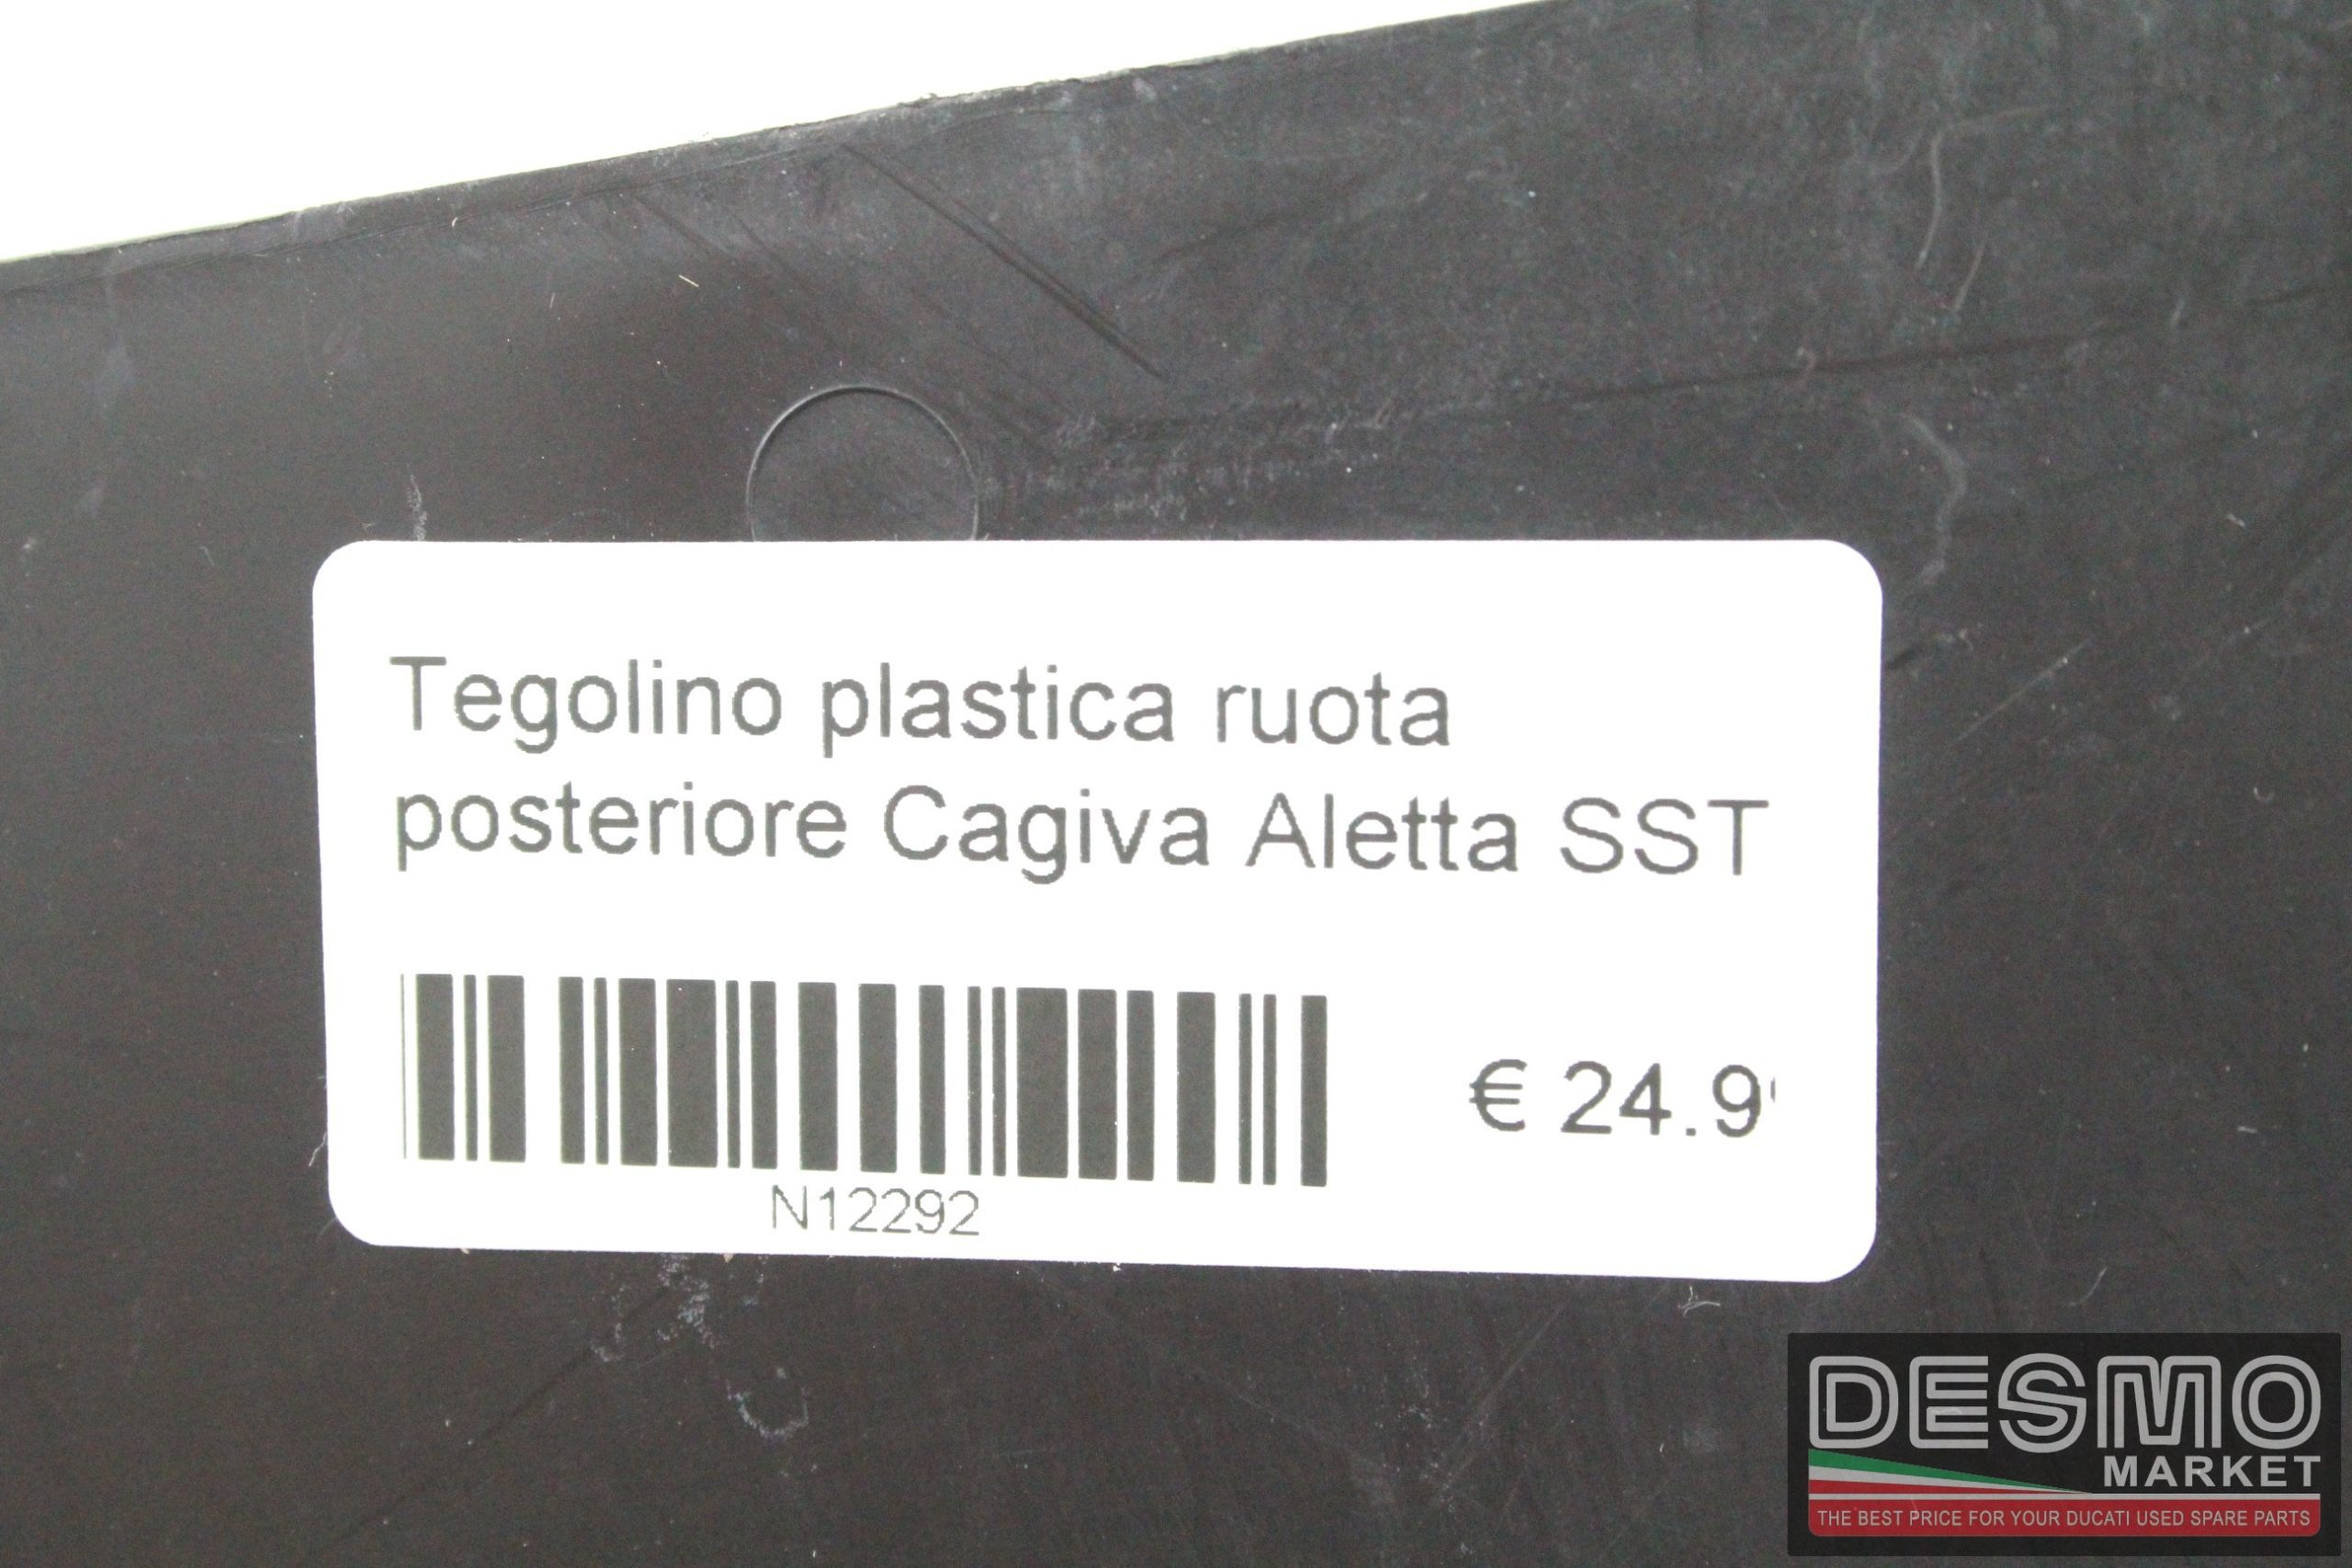 Tegolino plastica ruota
posteriore Cagiva Aletta SST
€ 24.9
N12292
DESMO
MARKET
THE BEST PRICE FOR YOUR DUCATI USED SPARE PARTS